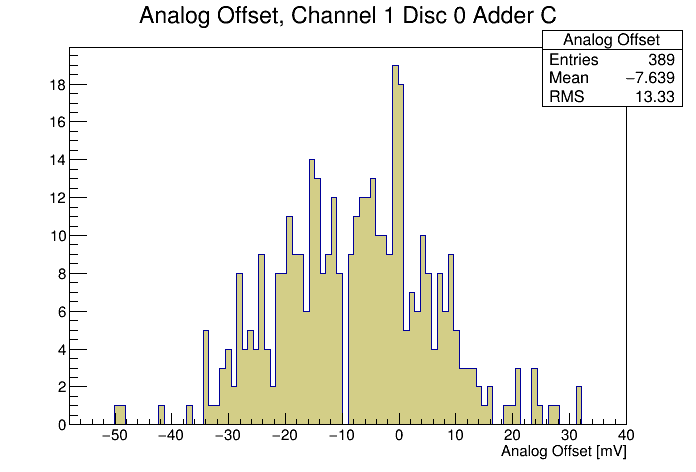 Analog Offset, Channel 1 Disc 0 Adder C
Analog Offset
Entries 389
Mean −7.639
RMS 13.33
18
16
14
12
10
8
6
4
2
0
−50 −40 −30 −20 −10 0 10 20 30 40
Analog Offset [mV]